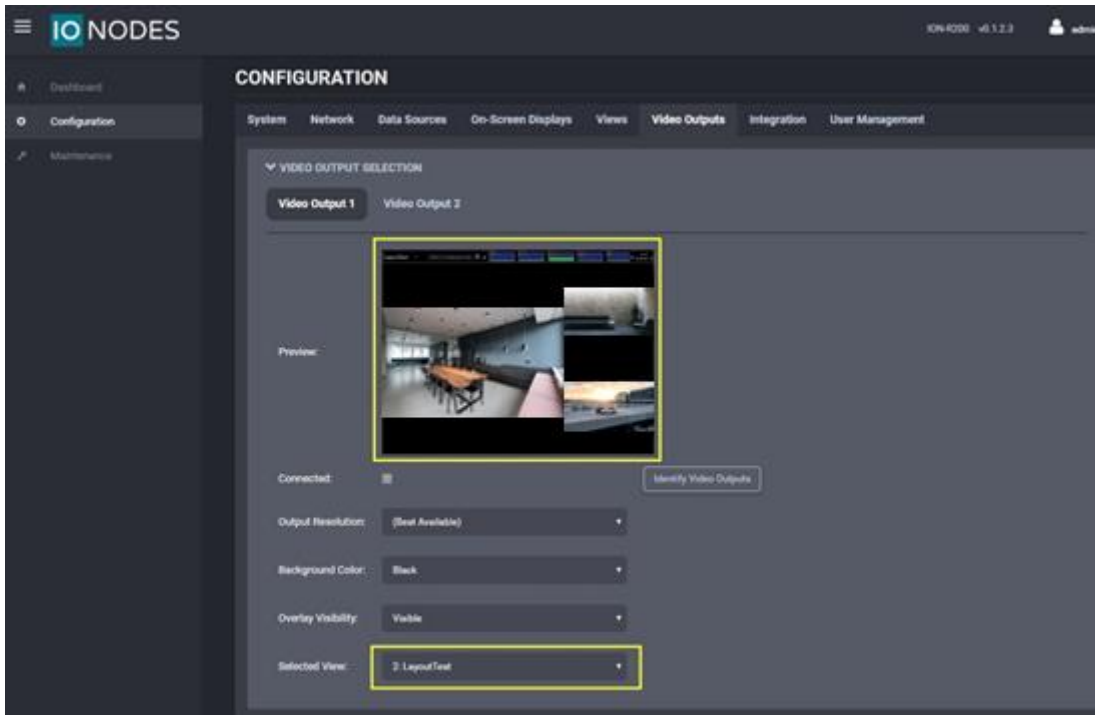 IO NODES
ION-R200 v0.1.2.3
admi
Dashboard
Configuration
Maintenance
CONFIGURATION
System Network Data Sources On-Screen Displays Views Video Outputs Integration User Management
VIDEO OUTPUT SELECTION
Video Output 1 Video Output 2
Preview:
Connected:
Identify Video Outputs
Output Resolution: (Best Available)
Background Color: Black
Overlay Visibility: Visible
Selected View: 2: LayoutTest